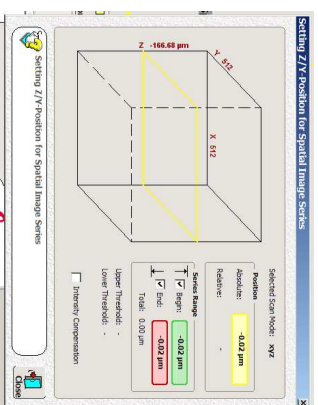 Setting Z/Y-Position for Spatial Image Series
Z -166.68 µm
Y 512
X 512
Selected Scan Mode: xyz
Position
Absolute: -0.02 µm
Relative: -
Series Range
Begin: -0.02 µm
End: -0.02 µm
Total: 0.00 µm
Upper Threshold: -
Lower Threshold: -
Intensity Compensation
Setting Z/Y-Position for Spatial Image Series
Close